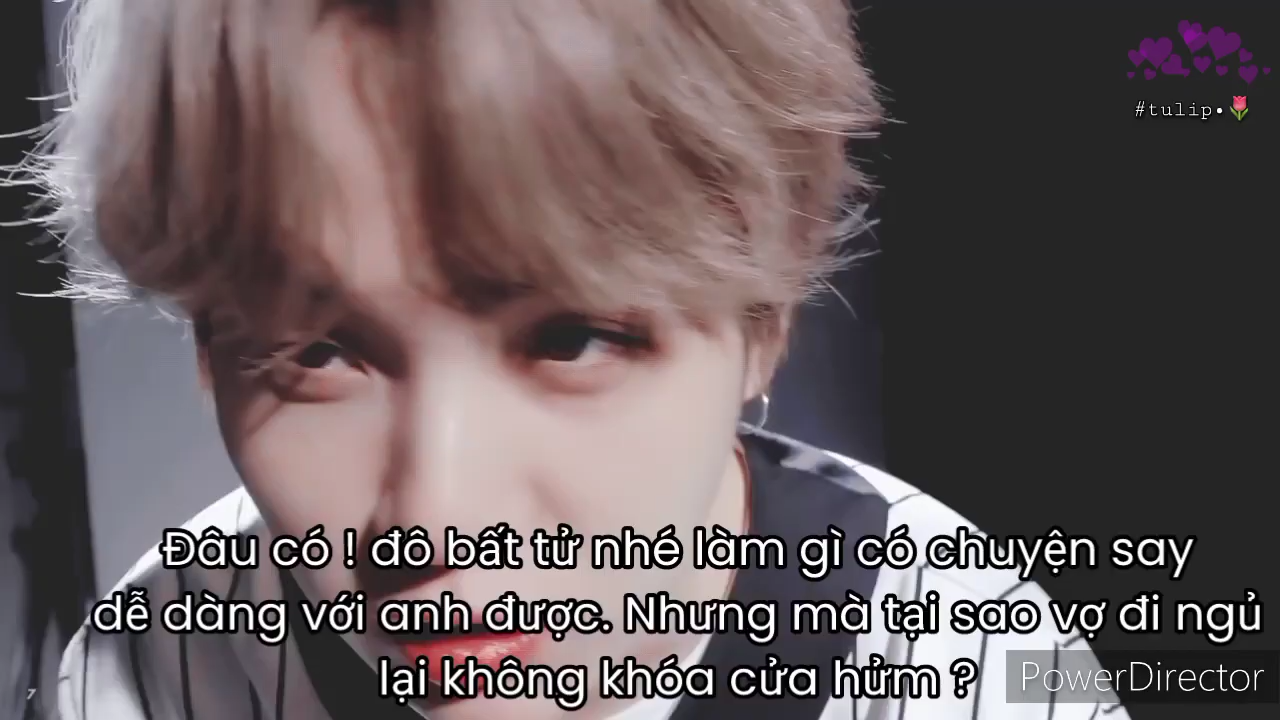 #tulip•🌷
Đâu có ! đô bất tử nhé làm gì có chuyện say
dễ dàng với anh được. Nhưng mà tại sao vợ đi ngủ
lại không khóa cửa hửm ?
PowerDirector
7